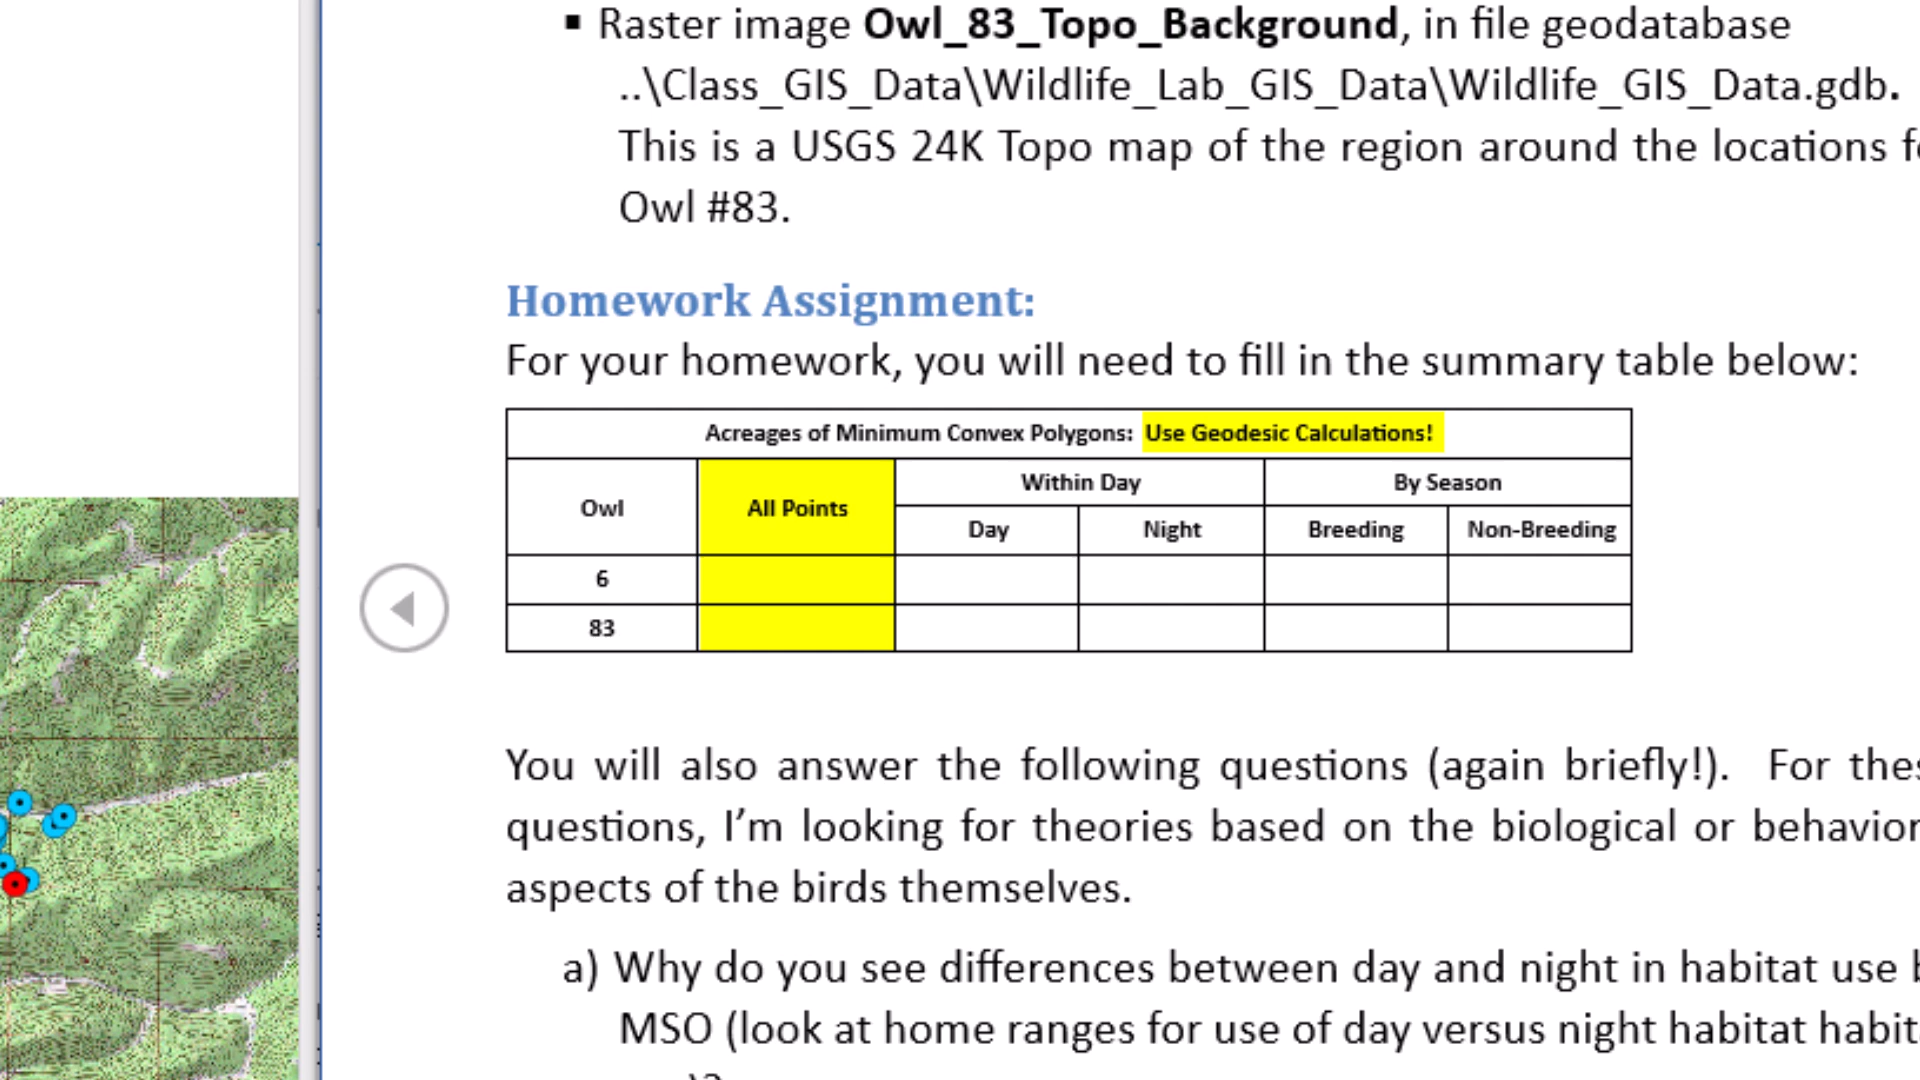 ▪ Raster image Owl_83_Topo_Background, in file geodatabase
..\Class_GIS_Data\Wildlife_Lab_GIS_Data\Wildlife_GIS_Data.gdb.
This is a USGS 24K Topo map of the region around the locations
Owl #83.
Homework Assignment:
For your homework, you will need to fill in the summary table below:
Acreages of Minimum Convex Polygons: Use Geodesic Calculations!
Owl All Points Within Day By Season
Day Night Breeding Non-Breeding
6
83
You will also answer the following questions (again briefly!). For
questions, I'm looking for theories based on the biological or
aspects of the birds themselves.
a) Why do you see differences between day and night in habitat use
MSO (look at home ranges for use of day versus night habitat